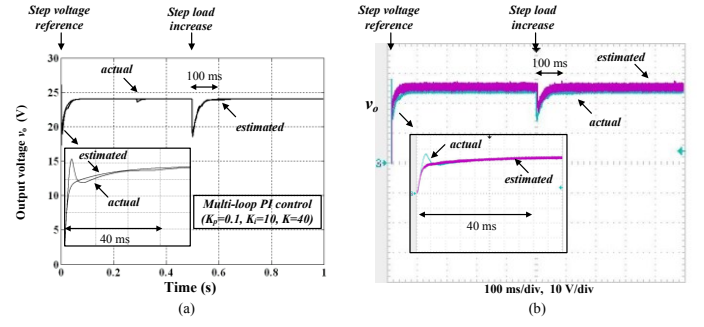 Step voltage
reference
Step load
increase
(a)
30
25
20
15
10
5
0
Output voltage vo (V)
actual
100 ms
estimated
estimated
actual
40 ms
Multi-loop PI control
(Kp=0.1, Ki=10, K=40)
0
0.2
0.4
0.6
0.8
1
Time (s)
(a)
Step voltage
reference
Step load
increase
(b)
100 ms
estimated
vo
actual
actual
estimated
40 ms
100 ms/div, 10 V/div
(b)